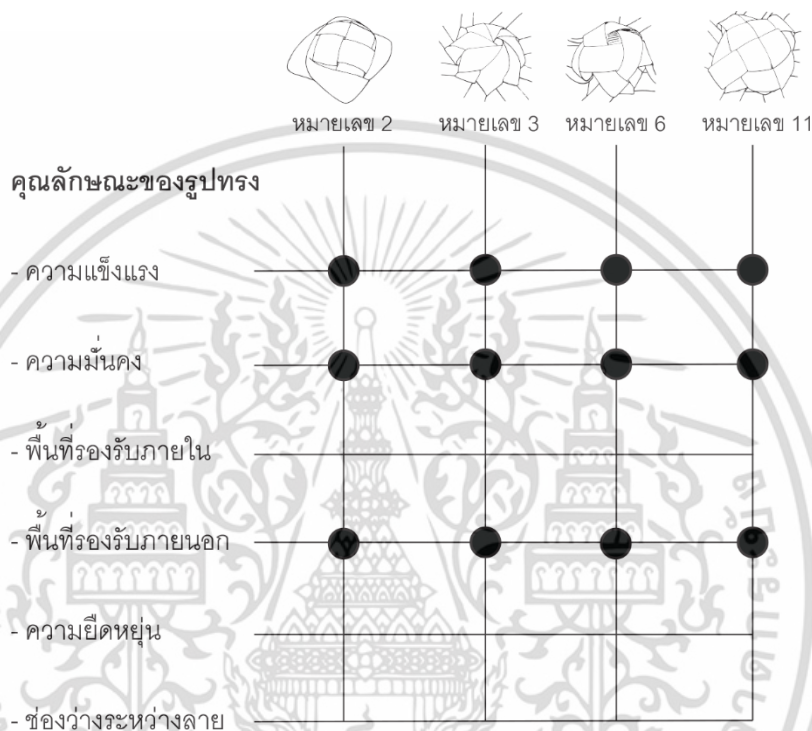 หมายเลข 2 หมายเลข 3 หมายเลข 6 หมายเลข 11
คุณลักษณะของรูปทรง
- ความแข็งแรง
- ความมั่นคง
- พื้นที่รองรับภายใน
- พื้นที่รองรับภายนอก
- ความยืดหยุ่น
- ช่องว่างระหว่างลาย